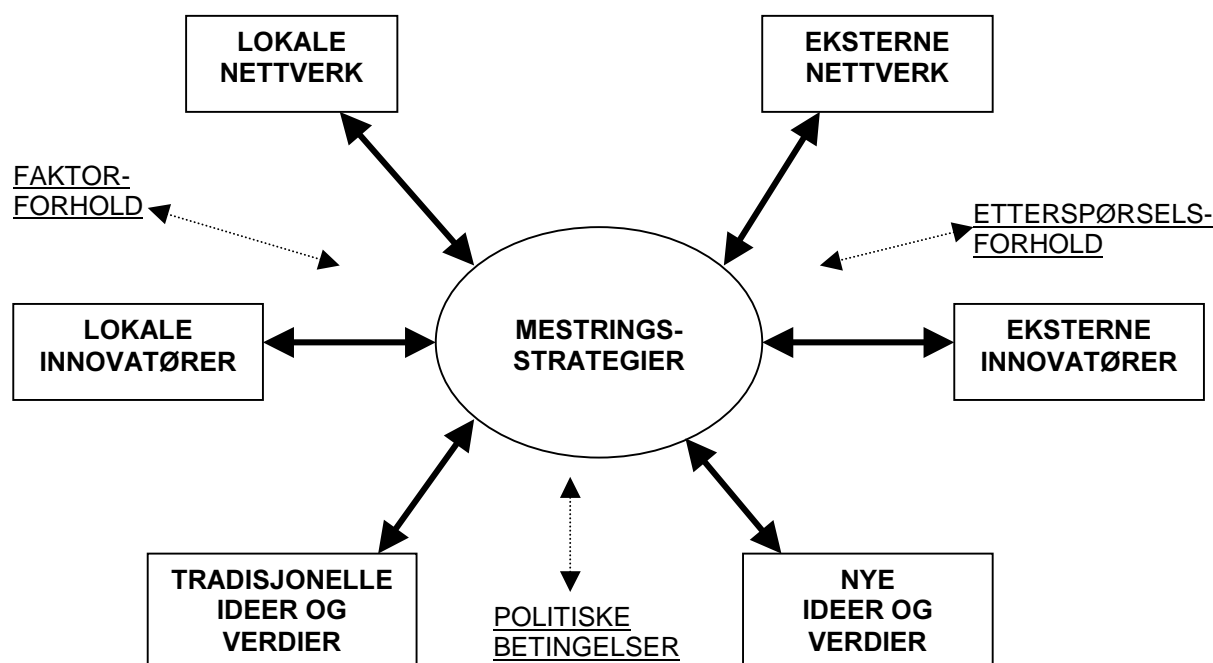 LOKALE
NETTVERK
EKSTERNE
NETTVERK
FAKTOR-
FORHOLD
ETTERSPØRSELS-
FORHOLD
LOKALE
INNOVATØRER
MESTRINGS-
STRATEGIER
EKSTERNE
INNOVATØRER
TRADISJONELLE
IDEER OG
VERDIER
POLITISKE
BETINGELSER
NYE
IDEER OG
VERDIER